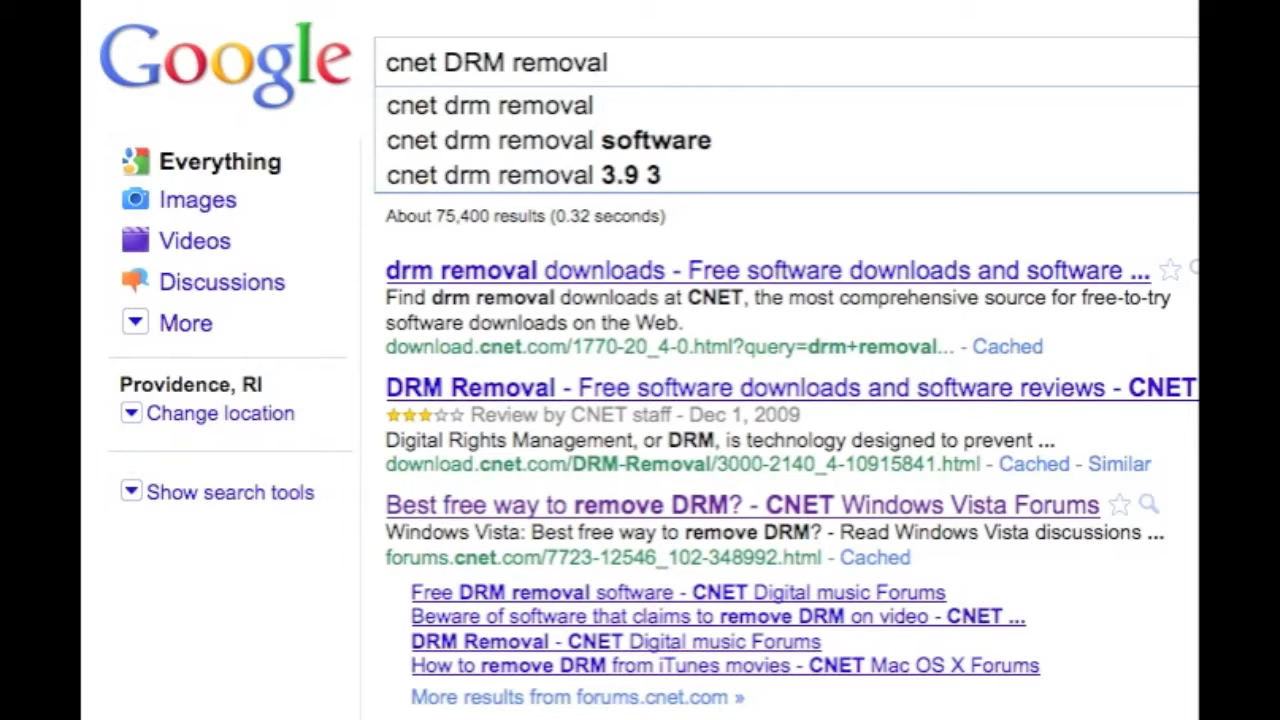 Google
cnet DRM removal
cnet drm removal
cnet drm removal software
cnet drm removal 3.9 3
Everything
Images
Videos
Discussions
More
Providence, RI
Change location
Show search tools
About 75,400 results (0.32 seconds)
drm removal downloads - Free software downloads and software ...
Find drm removal downloads at CNET, the most comprehensive source for free-to-try
software downloads on the Web.
download.cnet.com/1770-20_4-0.html?query=drm+removal... - Cached
DRM Removal - Free software downloads and software reviews - CNET
Review by CNET staff - Dec 1, 2009
Digital Rights Management, or DRM, is technology designed to prevent ...
download.cnet.com/DRM-Removal/3000-2140_4-10915841.html - Cached - Similar
Best free way to remove DRM? - CNET Windows Vista Forums
Windows Vista: Best free way to remove DRM? - Read Windows Vista discussions ...
forums.cnet.com/7723-12546_102-348992.html - Cached
Free DRM removal software - CNET Digital music Forums
Beware of software that claims to remove DRM on video - CNET ...
DRM Removal - CNET Digital music Forums
How to remove DRM from iTunes movies - CNET Mac OS X Forums
More results from forums.cnet.com »